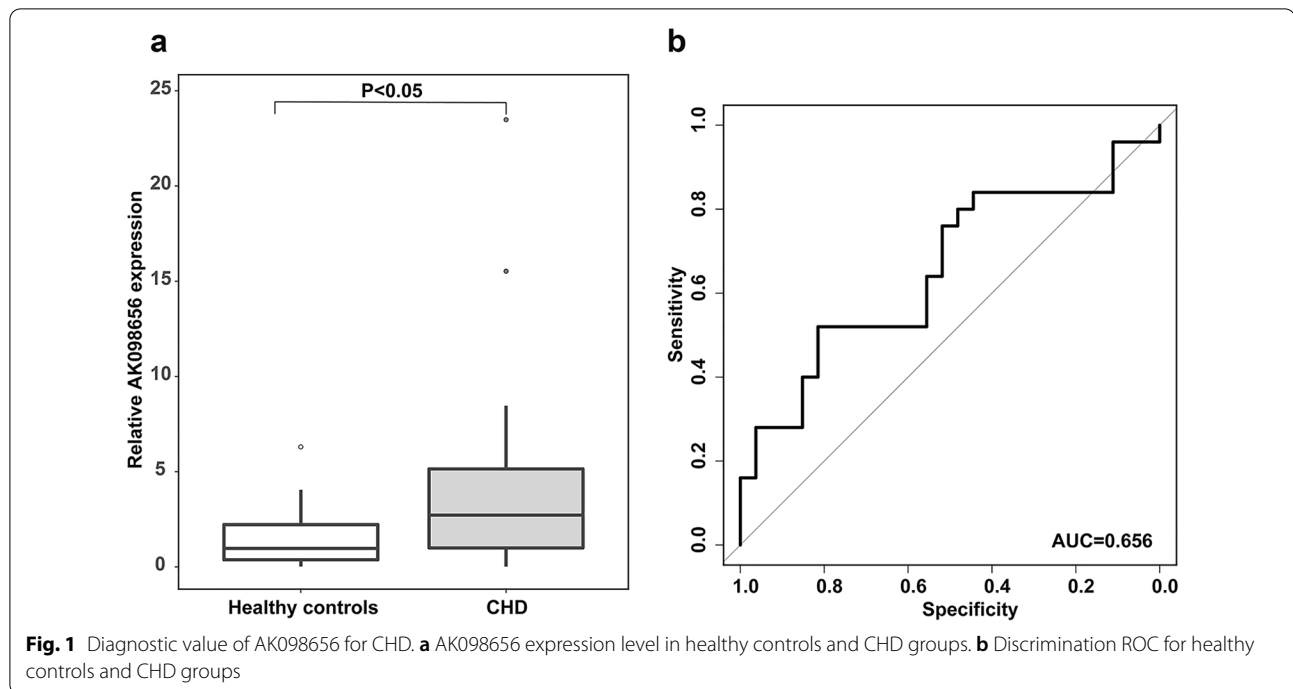 a
25
P<0.05
20
15
10
5
0
Relative AK098656 expression
Healthy controls
CHD
b
1.0
0.8
0.6
0.4
0.2
0.0
Sensitivity
AUC=0.656
1.0 0.8 0.6 0.4 0.2 0.0
Specificity
Fig. 1 Diagnostic value of AK098656 for CHD. a AK098656 expression level in healthy controls and CHD groups. b Discrimination ROC for healthy
controls and CHD groups